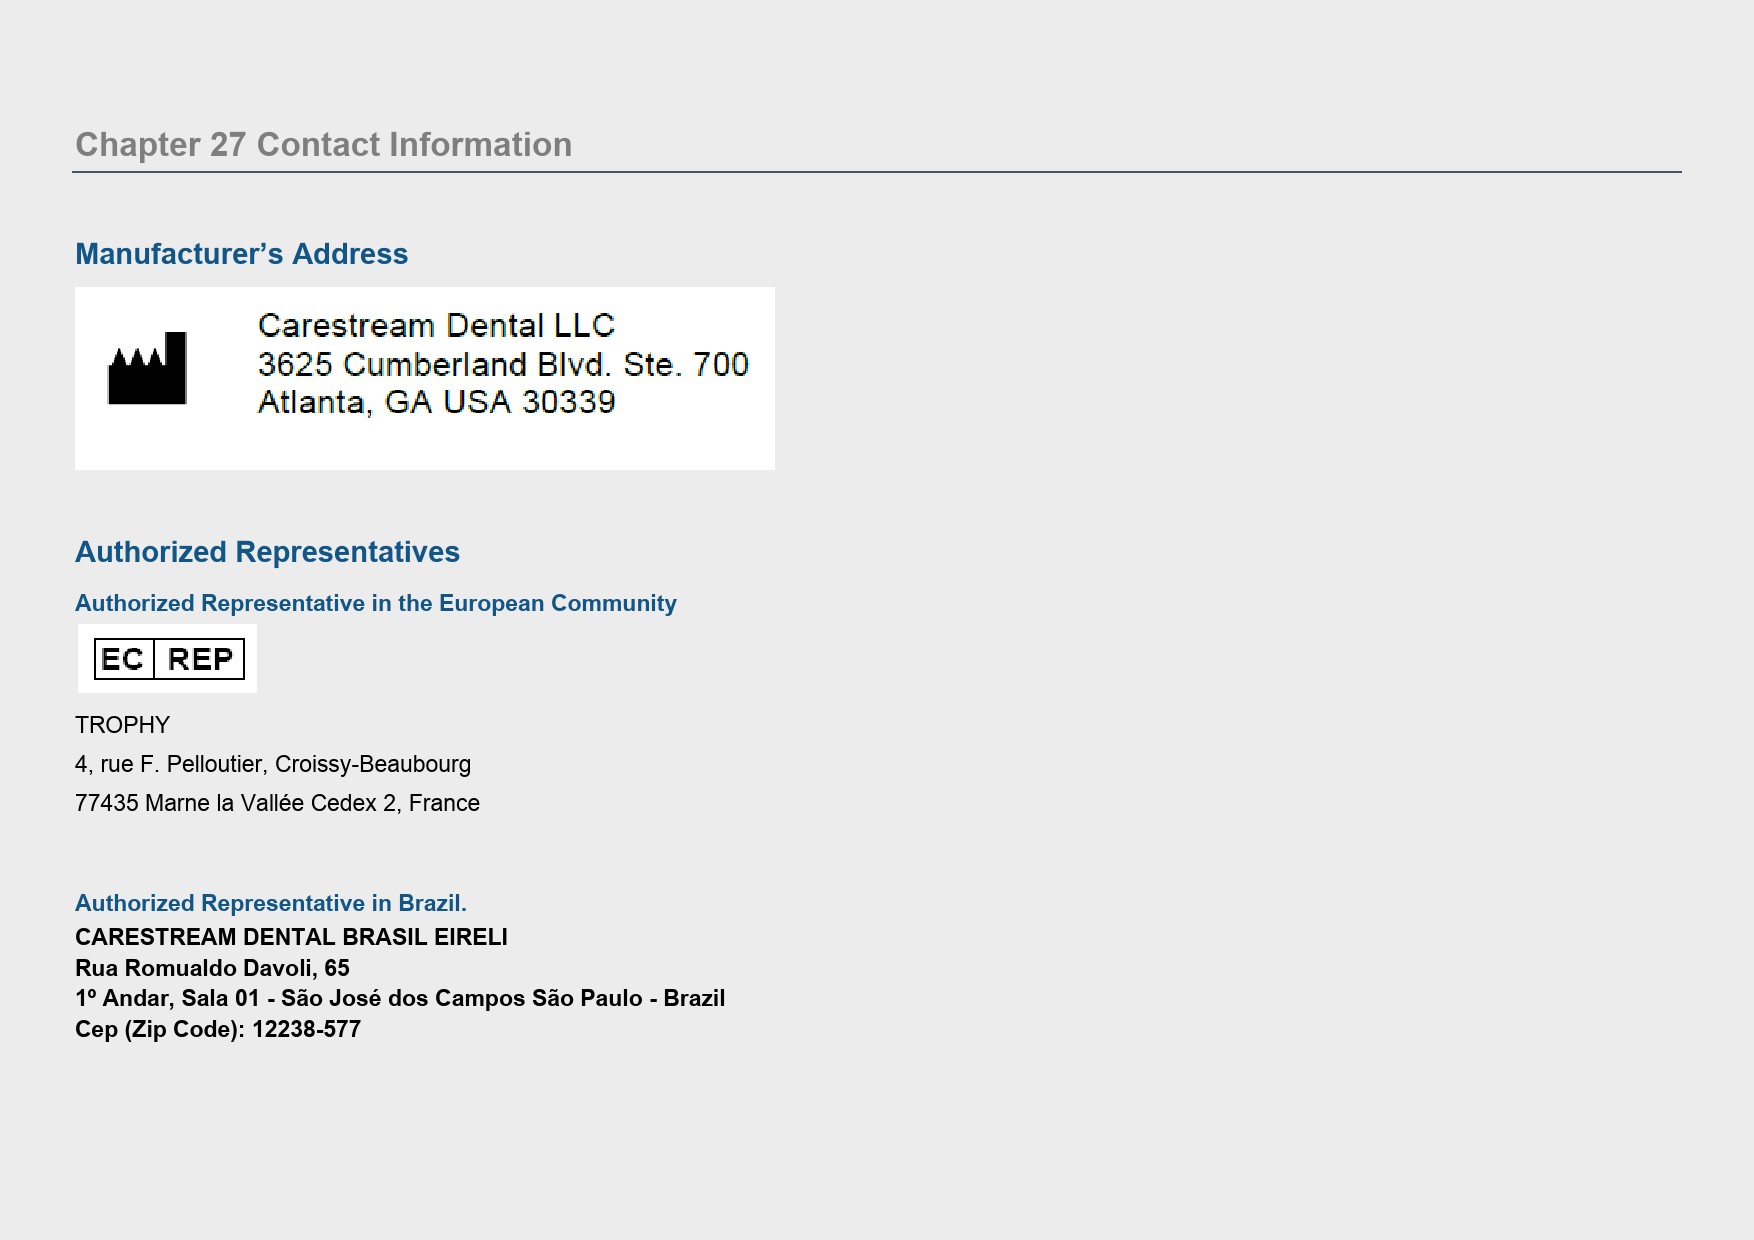 Chapter 27 Contact Information
Manufacturer’s Address
Carestream Dental LLC
3625 Cumberland Blvd. Ste. 700
Atlanta, GA USA 30339
Authorized Representatives
Authorized Representative in the European Community
EC REP
TROPHY
4, rue F. Pelloutier, Croissy-Beaubourg
77435 Marne la Vallée Cedex 2, France
Authorized Representative in Brazil.
CARESTREAM DENTAL BRASIL EIRELI
Rua Romualdo Davoli, 65
1º Andar, Sala 01 - São José dos Campos São Paulo - Brazil
Cep (Zip Code): 12238-577